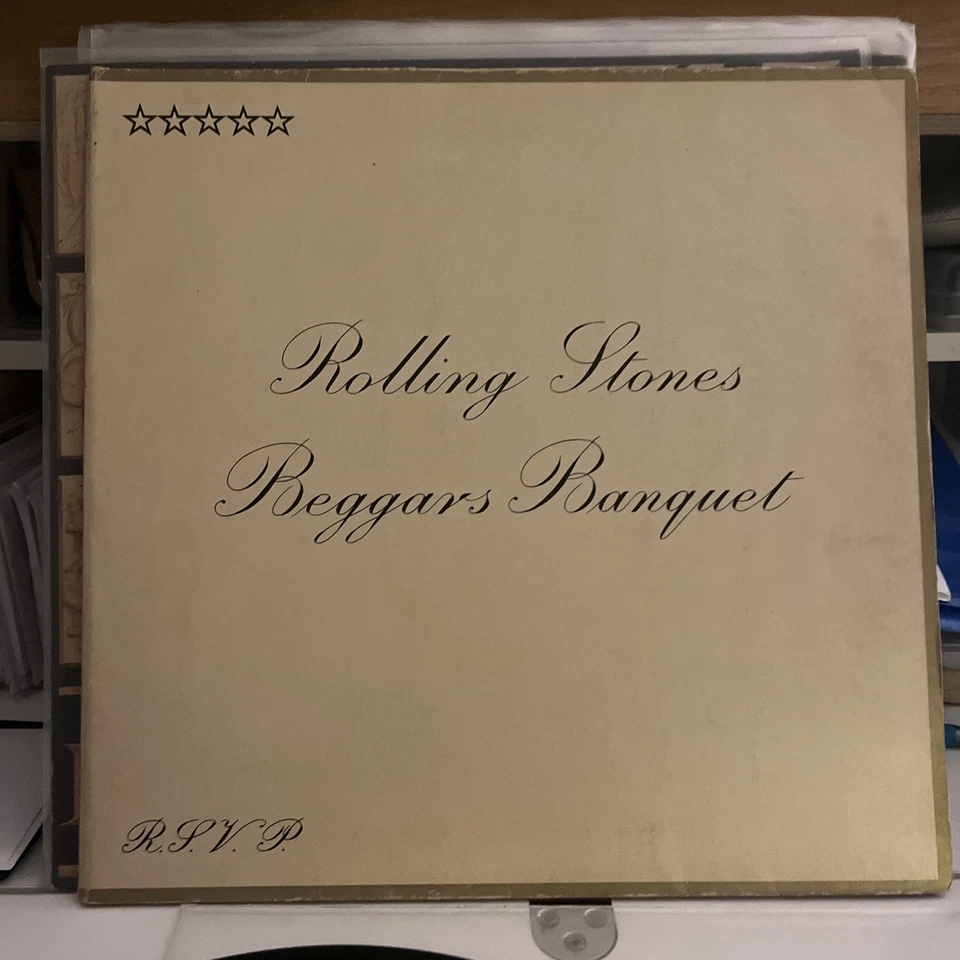 ☆☆☆☆☆
Rolling Stones
Beggars Banquet
R.S.V.P.